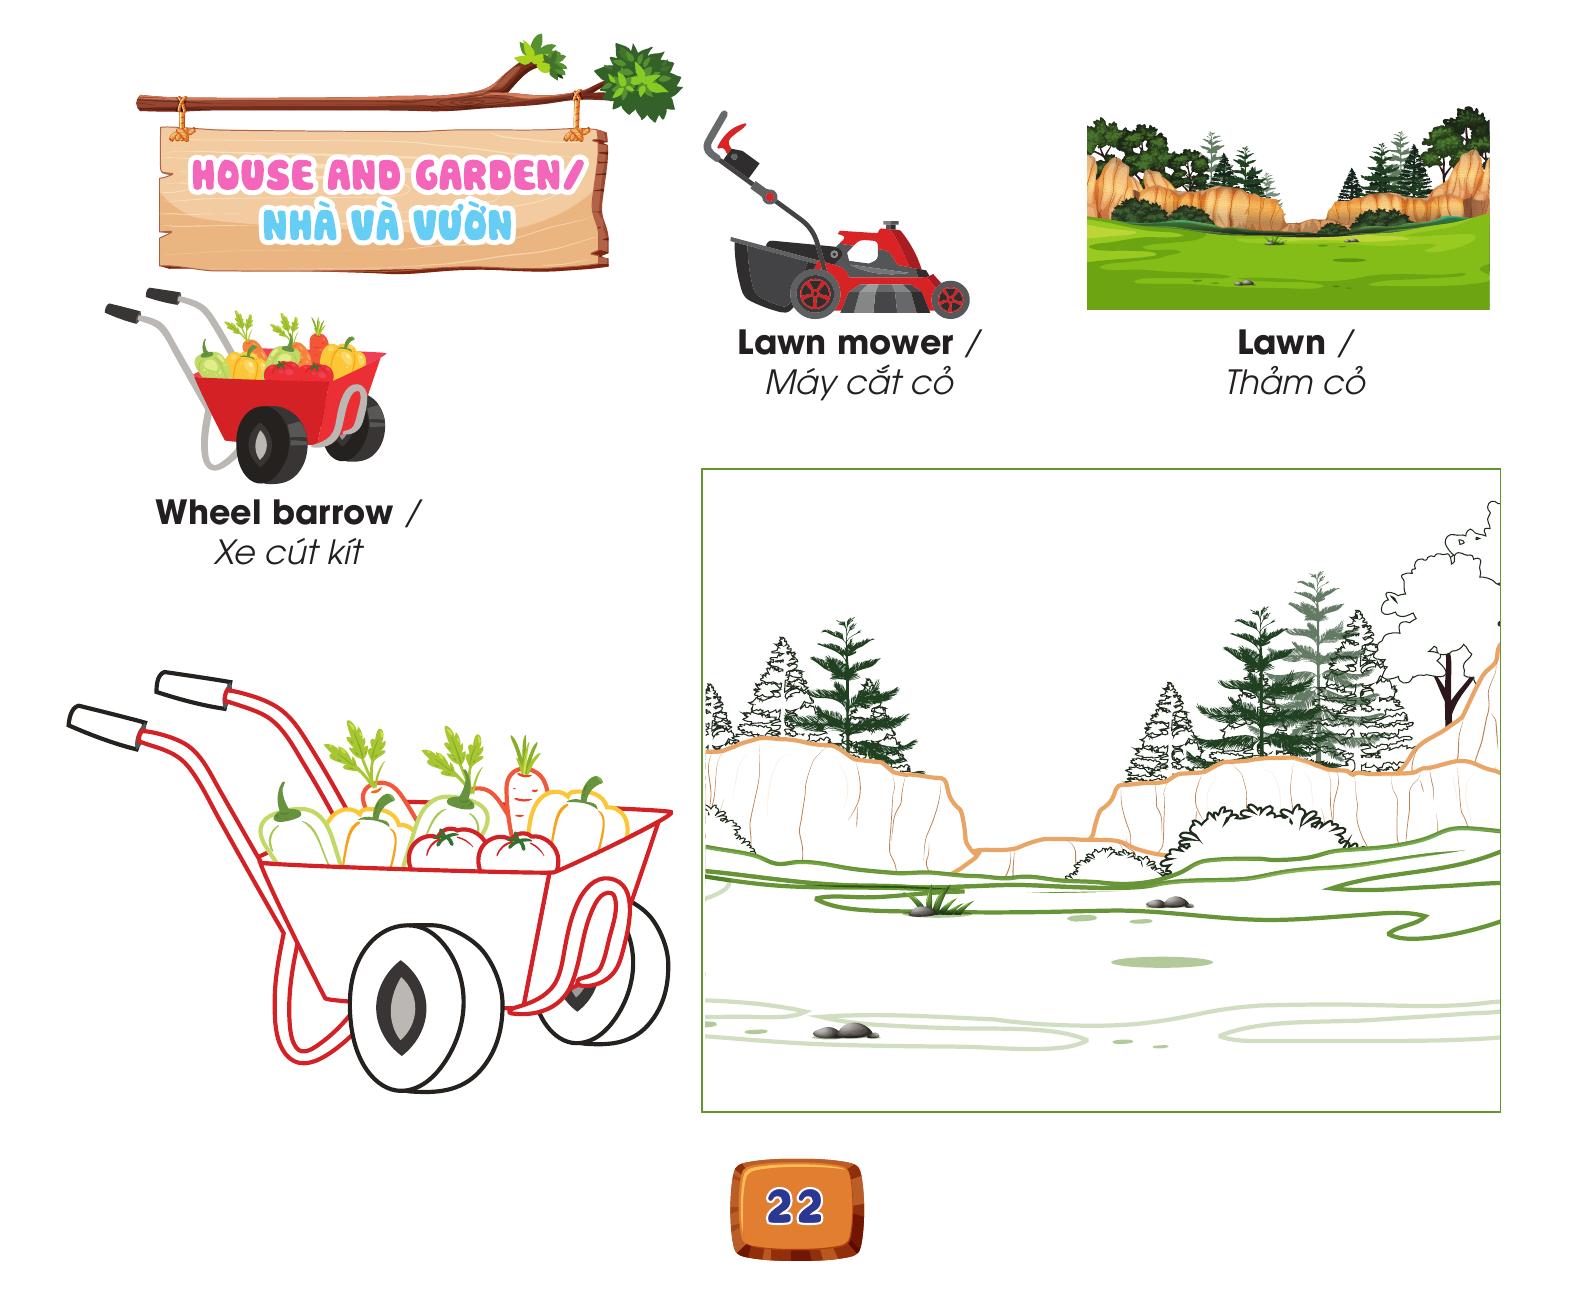 HOUSE AND GARDEN/
NHÀ VÀ VƯỜN
Lawn mower /
Máy cắt cỏ
Lawn /
Thảm cỏ
Wheel barrow /
Xe cút kít
22